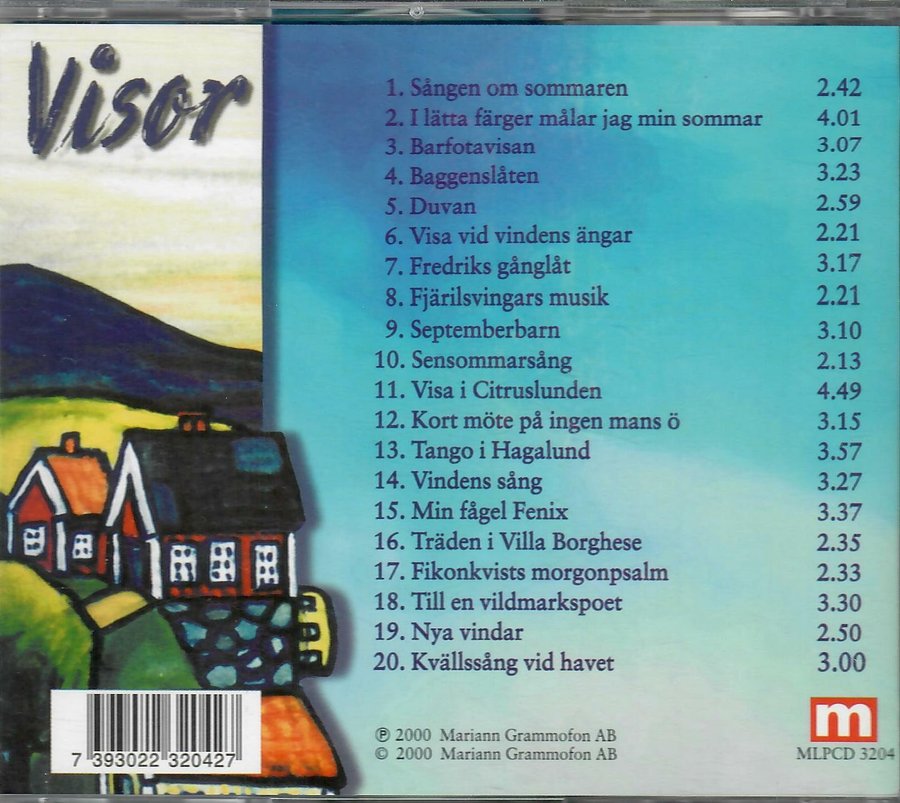 Visor
1. Sången om sommaren 2.42
2. I lätta färger målar jag min sommar 4.01
3. Barfotavisan 3.07
4. Baggenslåten 3.23
5. Duvan 2.59
6. Visa vid vindens ängar 2.21
7. Fredriks gånglåt 3.17
8. Fjärilsvingars musik 2.21
9. Septemberbarn 3.10
10. Sensommarsång 2.13
11. Visa i Citruslunden 4.49
12. Kort möte på ingen mans ö 3.15
13. Tango i Hagalund 3.57
14. Vindens sång 3.27
15. Min fågel Fenix 3.37
16. Träden i Villa Borghese 2.35
17. Fikonkvists morgonpsalm 2.33
18. Till en vildmarkspoet 3.30
19. Nya vindar 2.50
20. Kvällssång vid havet 3.00
m
℗ 2000 Mariann Grammofon AB
© 2000 Mariann Grammofon AB
MLPCD 3204
7 393022 320427